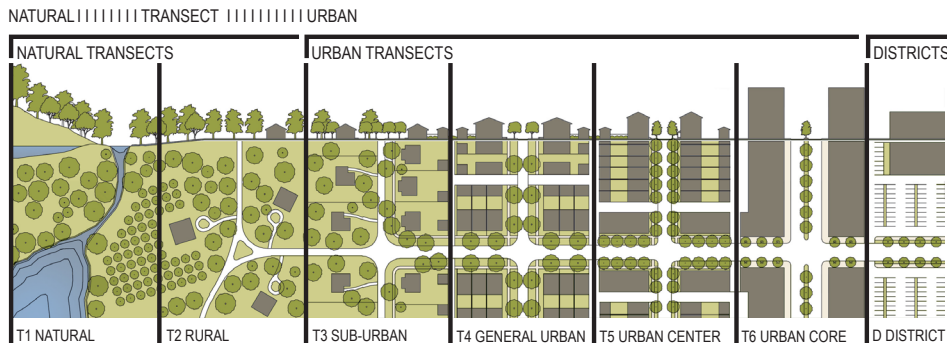 NATURAL I I I I I I I I TRANSECT I I I I I I I I I I URBAN
NATURAL TRANSECTS
URBAN TRANSECTS
DISTRICTS
T1 NATURAL
T2 RURAL
T3 SUB-URBAN
T4 GENERAL URBAN
T5 URBAN CENTER
T6 URBAN CORE
D DISTRICT